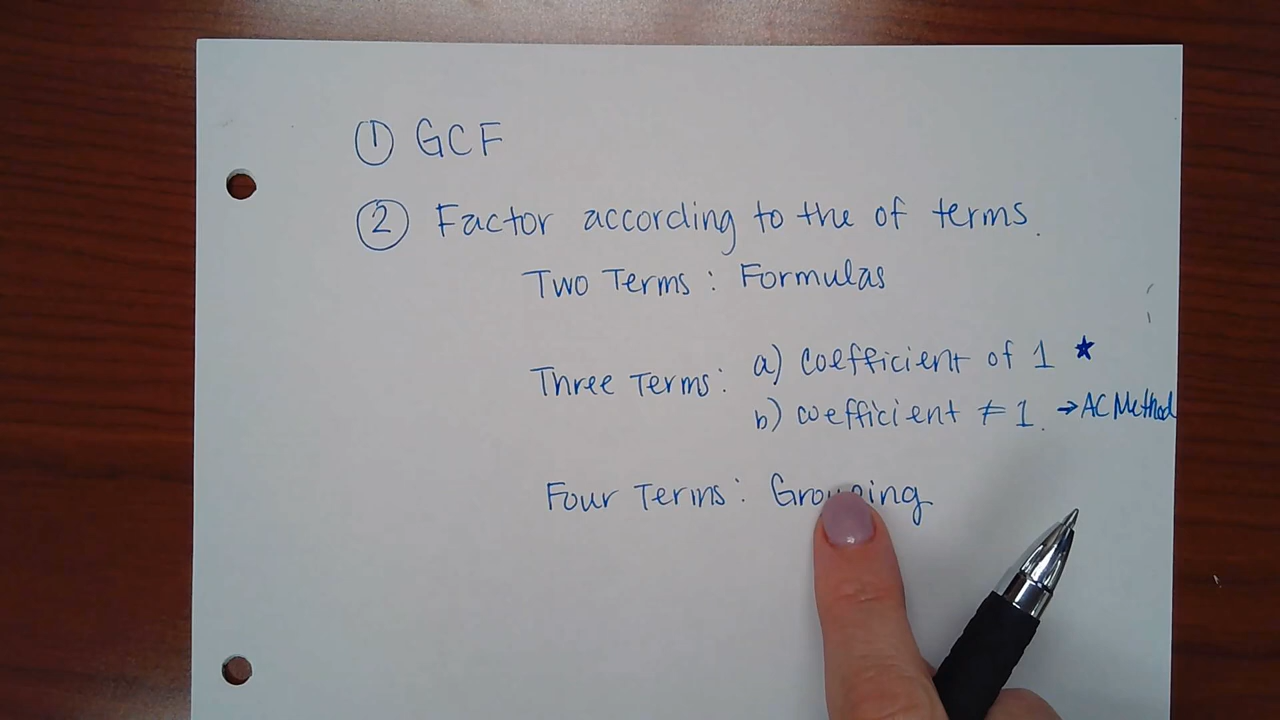 ① GCF
② Factor according to the of terms.
Two Terms: Formulas
Three Terms: a) coefficient of 1 ★
b) coefficient ≠ 1. → AC Method
Four Terms: Grouping